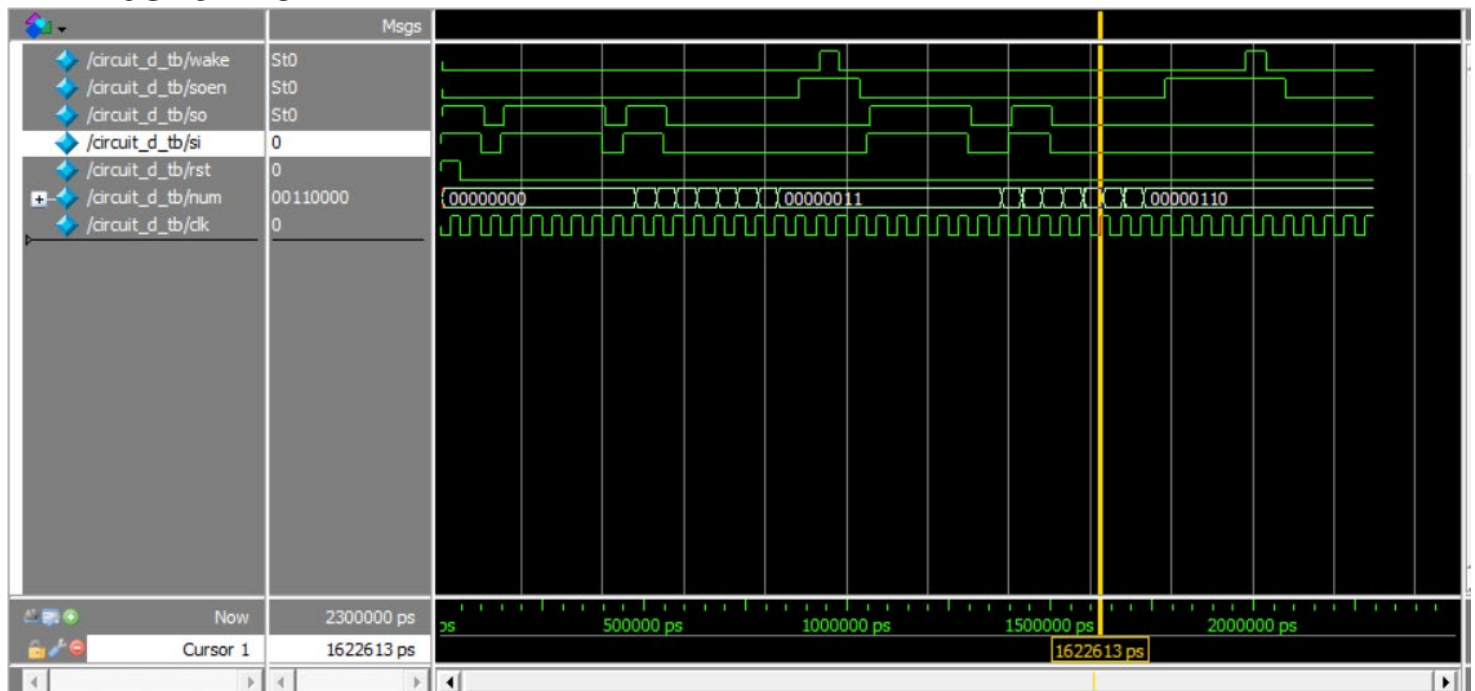 Msgs
/circuit_d_tb/wake St0
/circuit_d_tb/soen St0
/circuit_d_tb/so St0
/circuit_d_tb/si 0
/circuit_d_tb/rst 0
/circuit_d_tb/num 00110000 00000000 00000011 00000110
/circuit_d_tb/clk 0
Now 2300000 ps ps 500000 ps 1000000 ps 1500000 ps 2000000 ps
Cursor 1 1622613 ps 1622613 ps